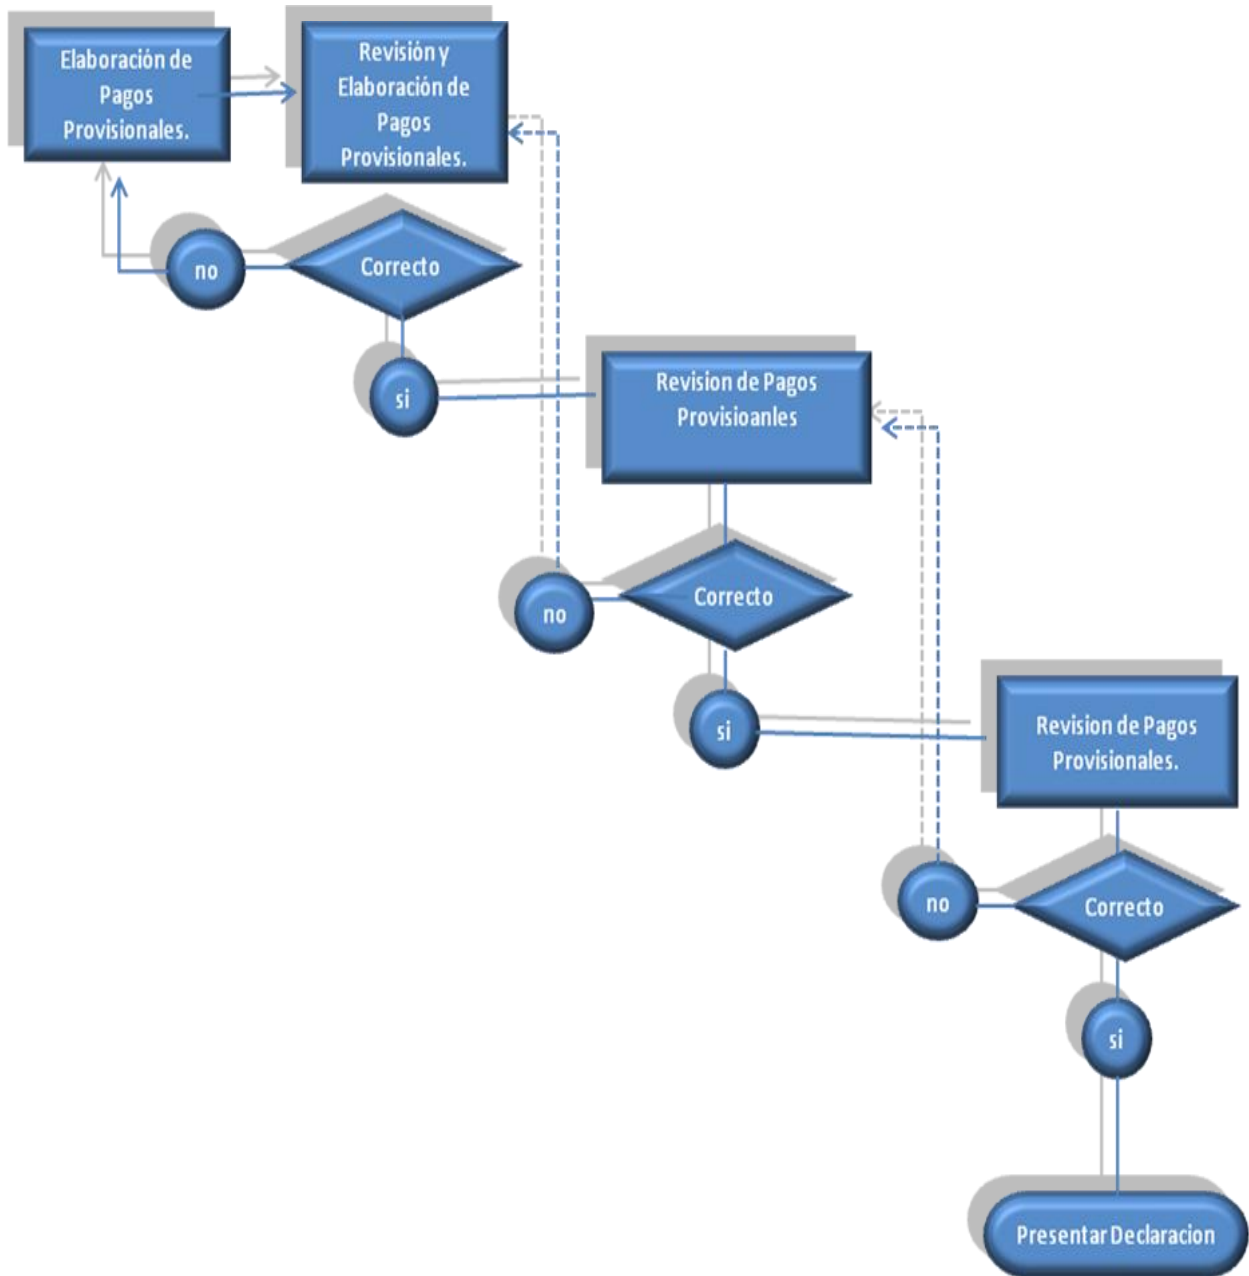 Elaboración de
Pagos
Provisionales.
Revisión y
Elaboración de
Pagos
Provisionales.
no
Correcto
si
Revision de Pagos
Provisioanles
no
Correcto
si
Revision de Pagos
Provisionales.
no
Correcto
si
Presentar Declaracion